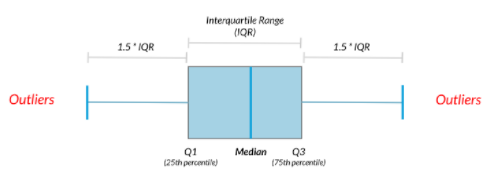 Interquartile Range
(IQR)
1.5 * IQR
1.5 * IQR
Outliers
Outliers
Q1
Median
Q3
(25th percentile)
(75th percentile)